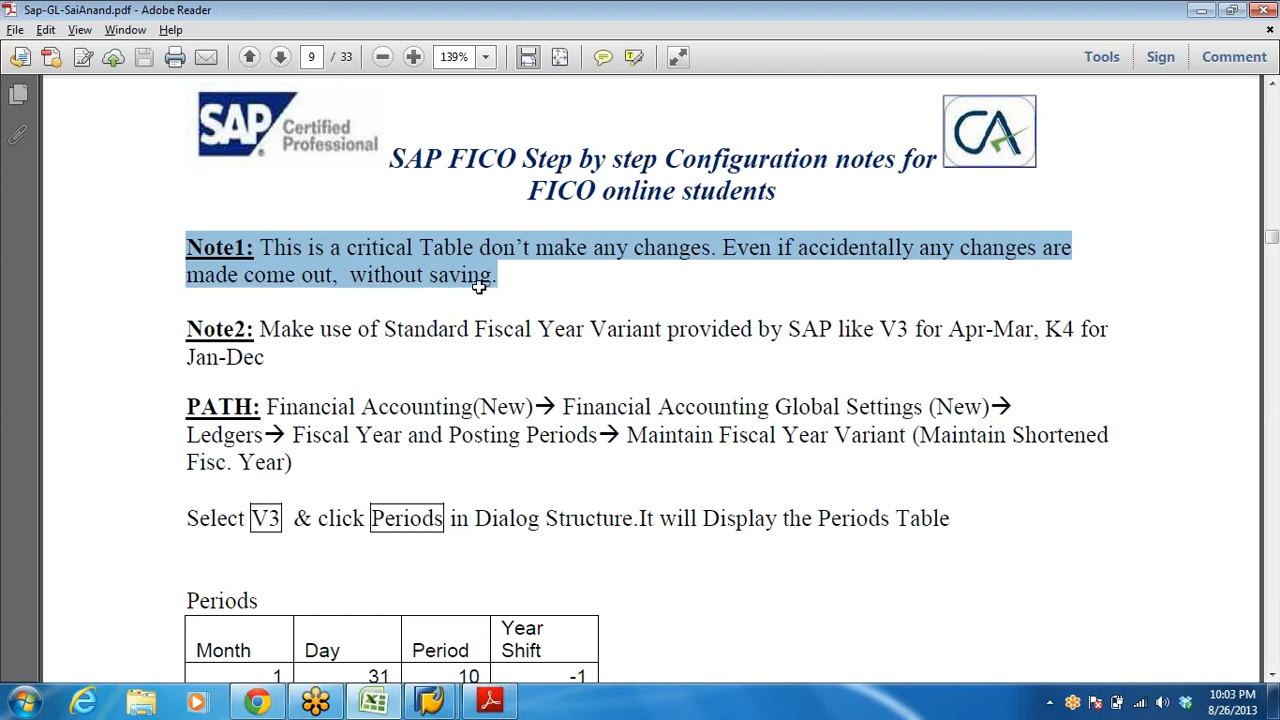 Sap-GL-SaiAnand.pdf - Adobe Reader
File Edit View Window Help
9 / 33 139% Tools Sign Comment
SAP Certified Professional
CA
SAP FICO Step by step Configuration notes for
FICO online students
Note1: This is a critical Table don’t make any changes. Even if accidentally any changes are
made come out,  without saving.
Note2: Make use of Standard Fiscal Year Variant provided by SAP like V3 for Apr-Mar, K4 for
Jan-Dec
PATH: Financial Accounting(New)→ Financial Accounting Global Settings (New)→
Ledgers→ Fiscal Year and Posting Periods→ Maintain Fiscal Year Variant (Maintain Shortened
Fisc. Year)
Select V3 & click Periods in Dialog Structure.It will Display the Periods Table
Periods
Month Day Period Year Shift
1 31 10 -1
10:03 PM
8/26/2013